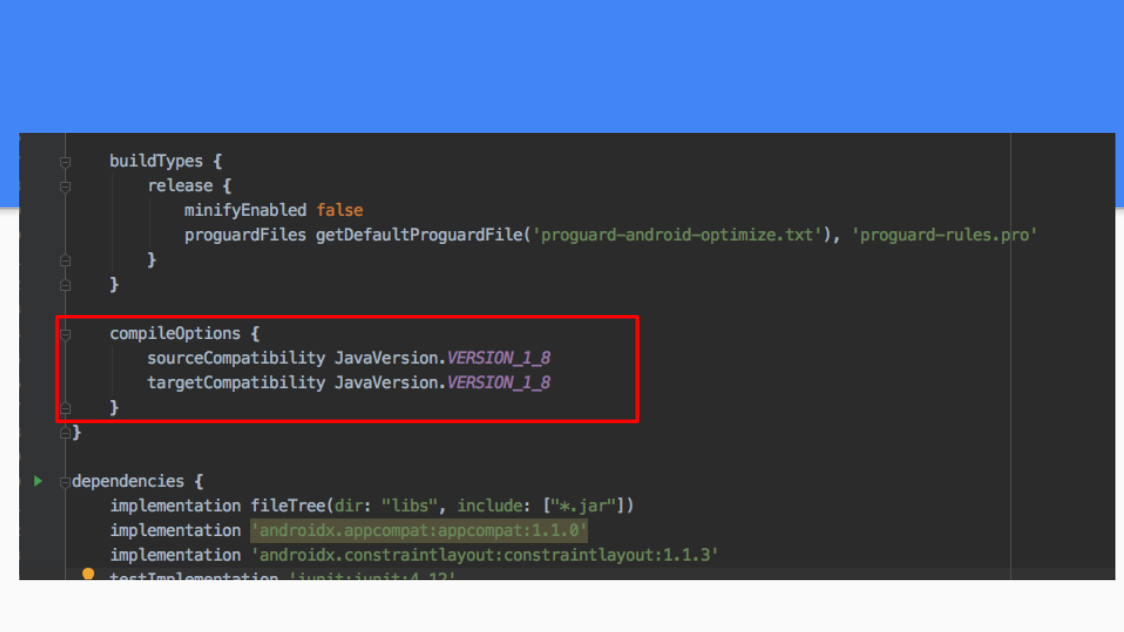 buildTypes {
release {
minifyEnabled false
proguardFiles getDefaultProguardFile('proguard-android-optimize.txt'), 'proguard-rules.pro'
}
}
compileOptions {
sourceCompatibility JavaVersion.VERSION_1_8
targetCompatibility JavaVersion.VERSION_1_8
}
}
dependencies {
implementation fileTree(dir: "libs", include: ["*.jar"])
implementation 'androidx.appcompat:appcompat:1.1.0'
implementation 'androidx.constraintlayout:constraintlayout:1.1.3'
testImplementation 'junit:junit:4.12'